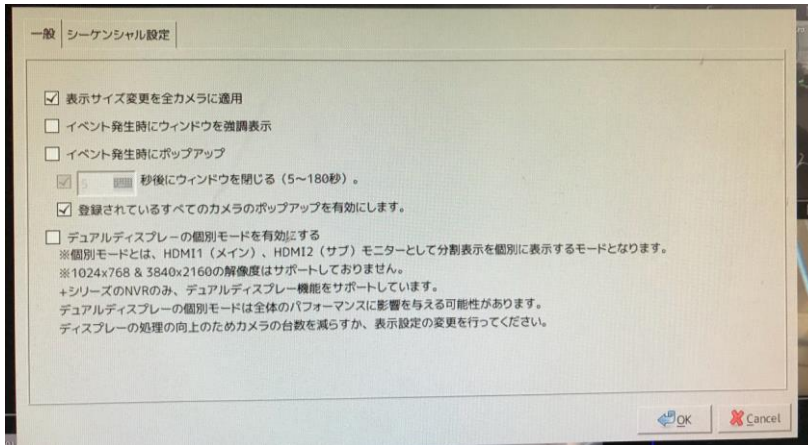 一般 シーケンシャル設定
表示サイズ変更を全カメラに適用
イベント発生時にウィンドウを強調表示
イベント発生時にポップアップ
5 秒後にウィンドウを閉じる（5～180秒）。
登録されているすべてのカメラのポップアップを有効にします。
デュアルディスプレーの個別モードを有効にする
※個別モードとは、HDMI1（メイン）、HDMI2（サブ）モニターとして分割表示を個別に表示するモードとなります。
※1024x768 & 3840x2160の解像度はサポートしておりません。
+シリーズのNVRのみ、デュアルディスプレー機能をサポートしています。
デュアルディスプレーの個別モードは全体のパフォーマンスに影響を与える可能性があります。
ディスプレーの処理の向上のためカメラの台数を減らすか、表示設定の変更を行ってください。
OK Cancel